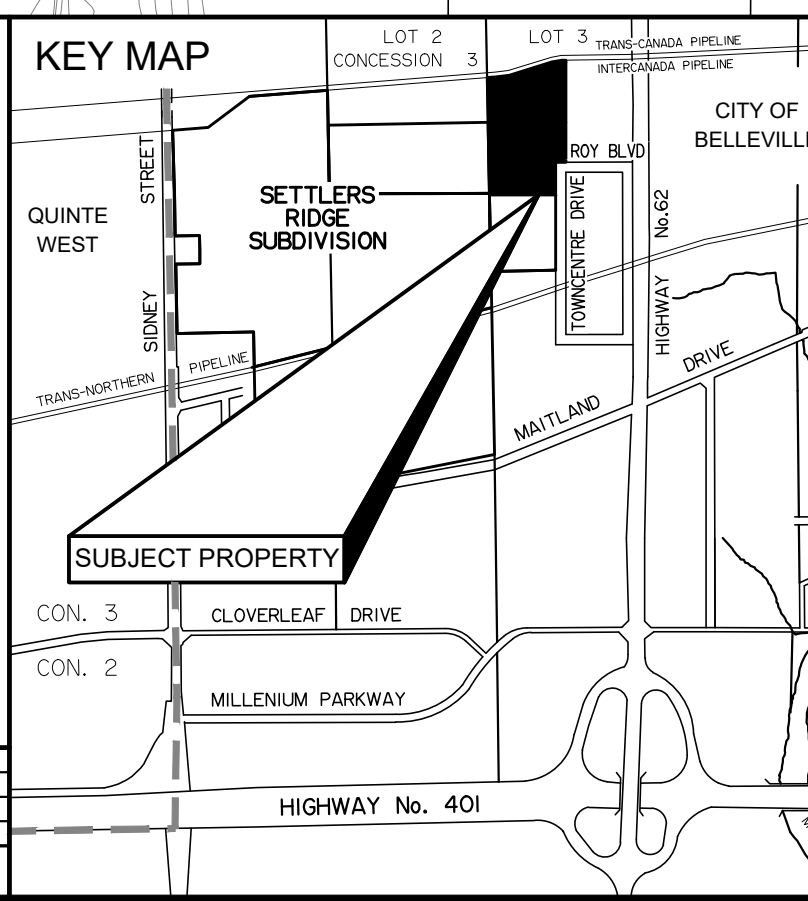 KEY MAP
LOT 2
CONCESSION 3
LOT 3
TRANS-CANADA PIPELINE
INTERCANADA PIPELINE
CITY OF
BELLEVILL
STREET
SIDNEY
QUINTE
WEST
SETTLERS
RIDGE
SUBDIVISION
ROY BLVD
TOWNCENTRE DRIVE
HIGHWAY No.62
TRANS-NORTHERN PIPELINE
MAITLAND DRIVE
SUBJECT PROPERTY
CON. 3
CLOVERLEAF DRIVE
CON. 2
MILLENIUM PARKWAY
HIGHWAY No. 401